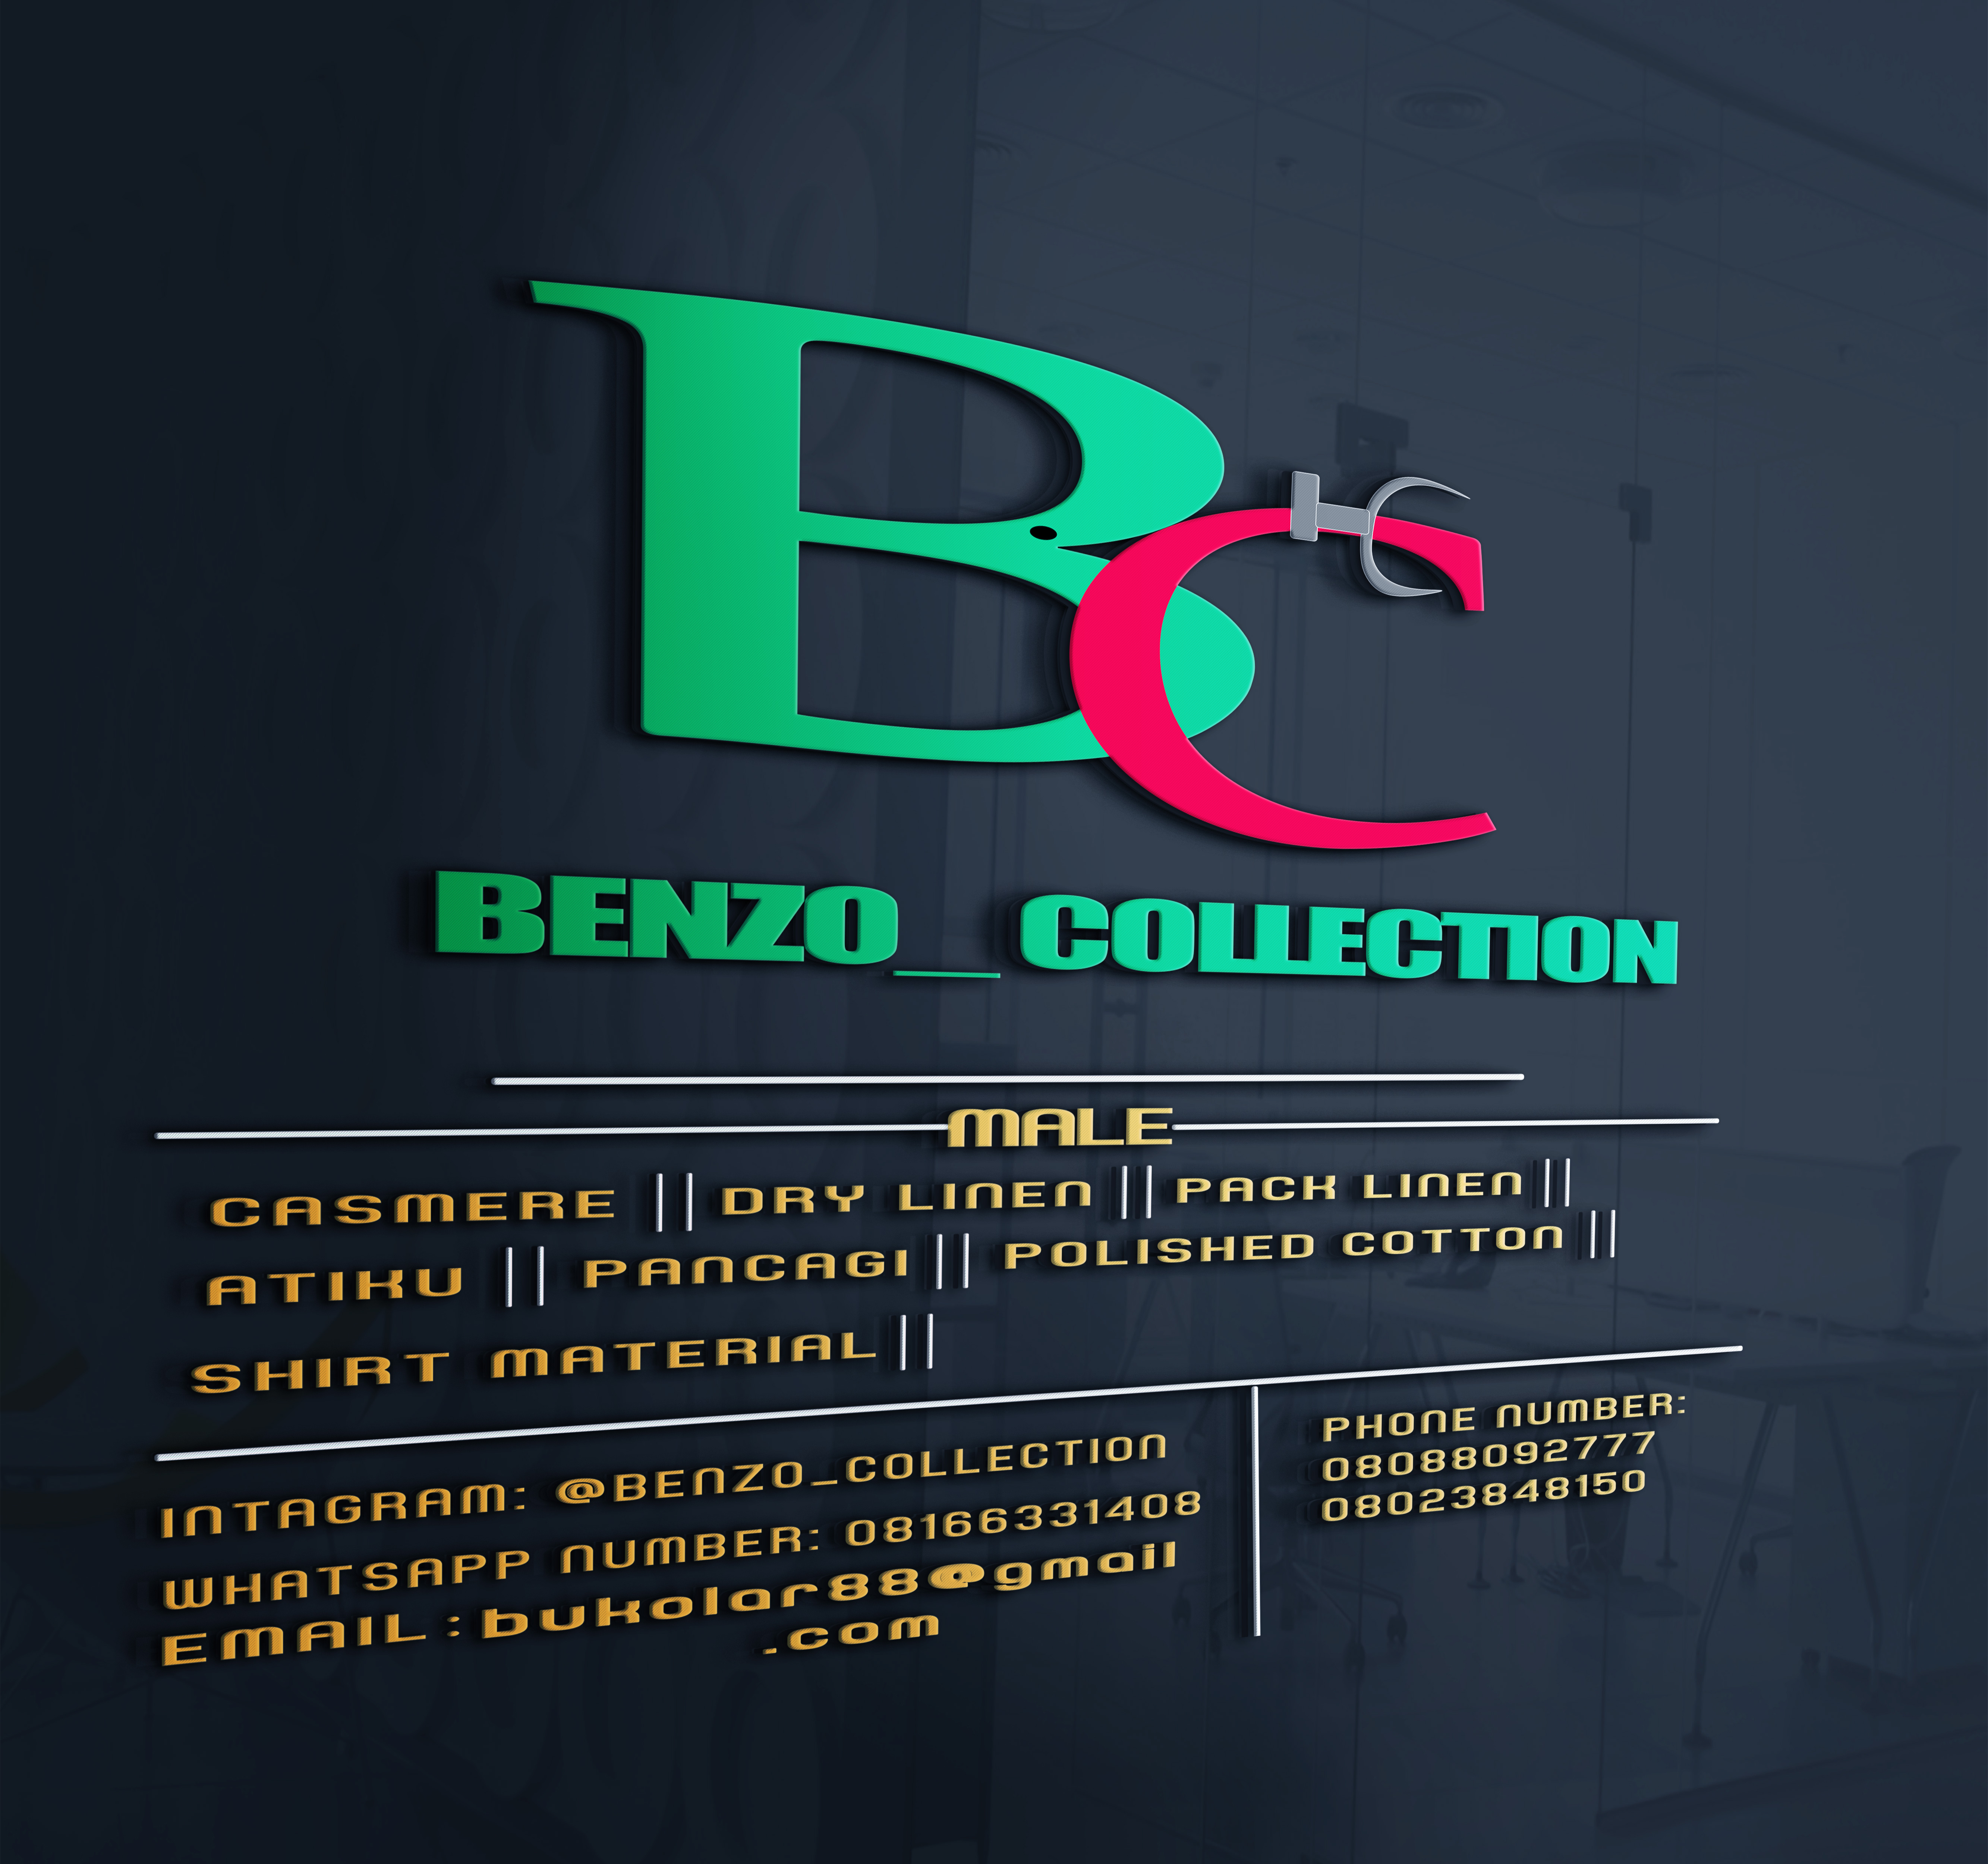 BC
BENZO_ COLLECTION
MALE
CASMERE || DRY LINEN || PACK LINEN ||
ATIKU || PANCAGI || POLISHED COTTON ||
SHIRT MATERIAL ||
INTAGRAM: @BENZO_COLLECTION
WHATSAPP NUMBER: 08166331408
EMAIL:bukolar88@gmail
.com
PHONE NUMBER:
08088092777
08023848150